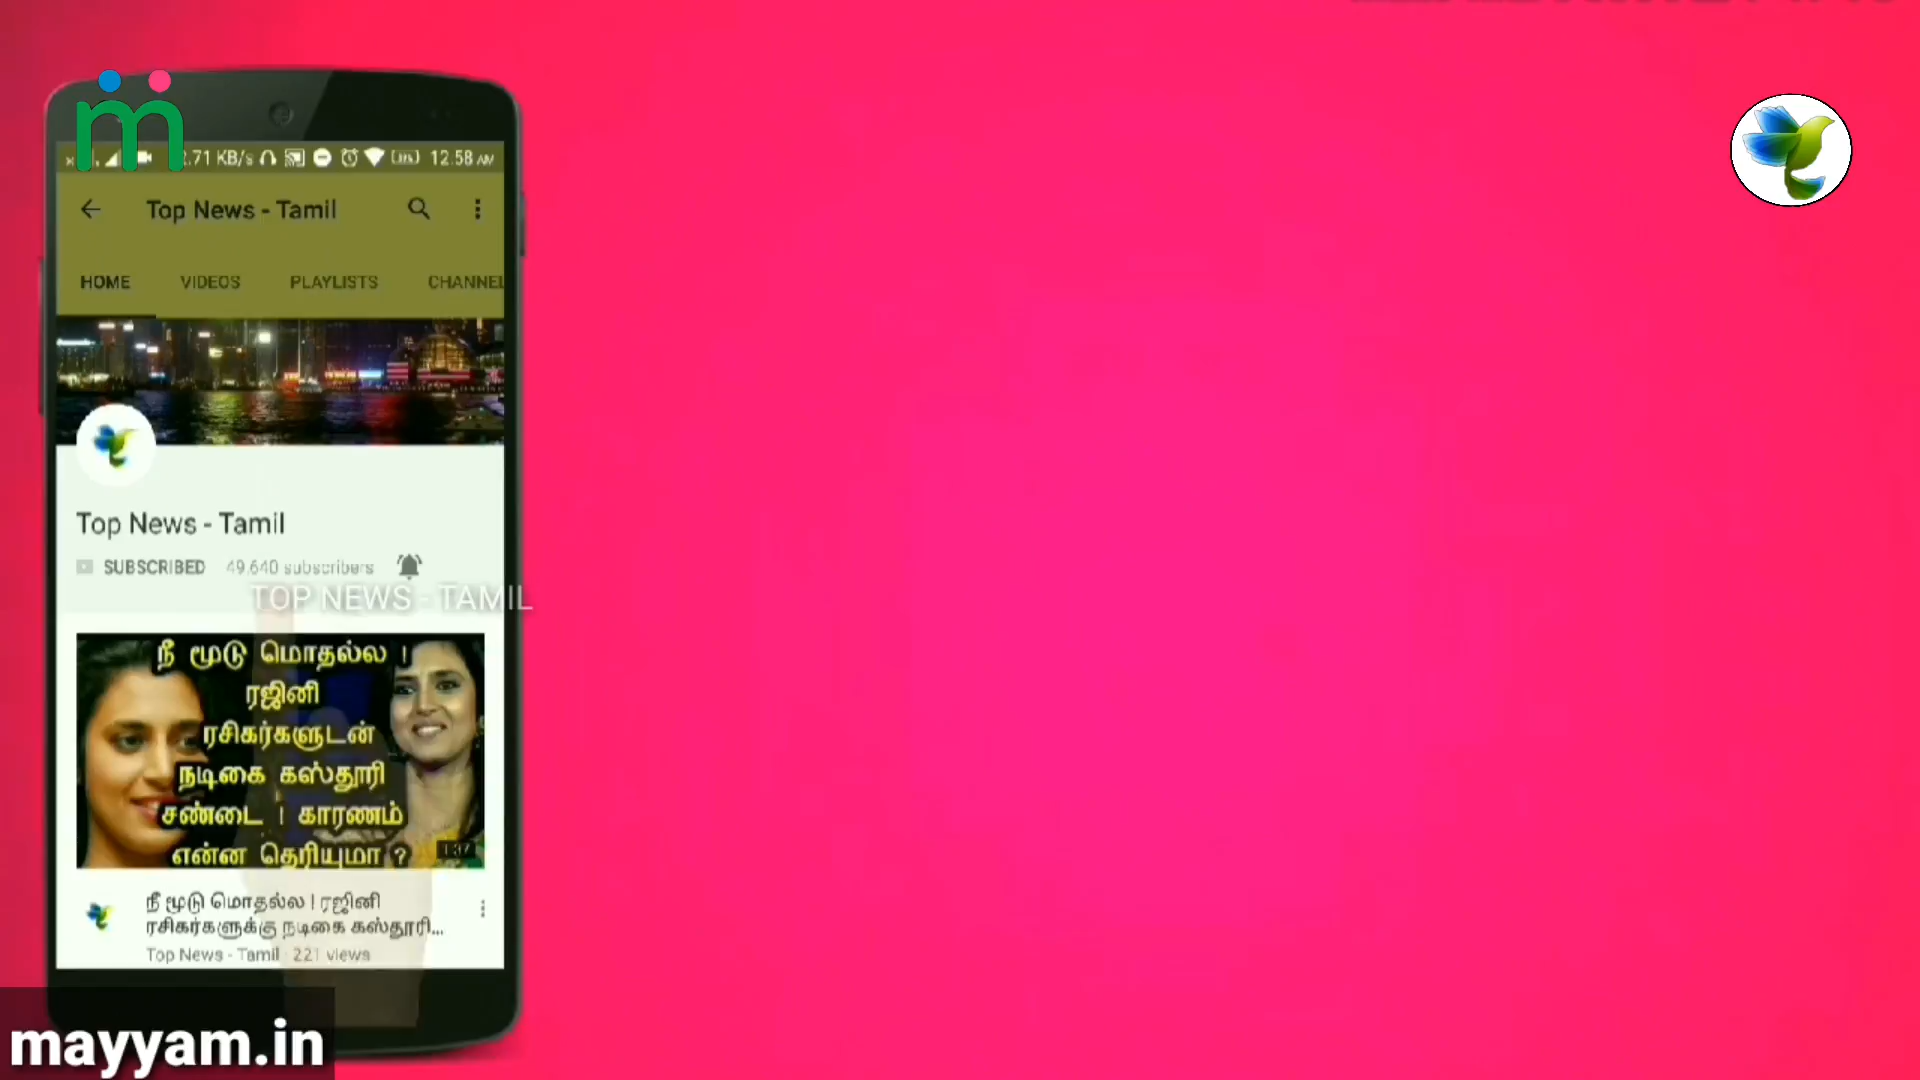 .71 KB/s
12.58 AM
Top News - Tamil
HOME
VIDEOS
PLAYLISTS
CHANNEL
Top News - Tamil
SUBSCRIBED
49,640 subscribers
TOP NEWS - TAMIL
நீ மூடு மொதல்ல !
ரஜினி
ரசிகர்களுடன்
நடிகை கஸ்தூரி
சண்டை ! காரணம்
என்ன தெரியுமா ?
1:37
நீ மூடு மொதல்ல ! ரஜினி
ரசிகர்களுக்கு நடிகை கஸ்தூரி...
Top News - Tamil · 221 views
mayyam.in